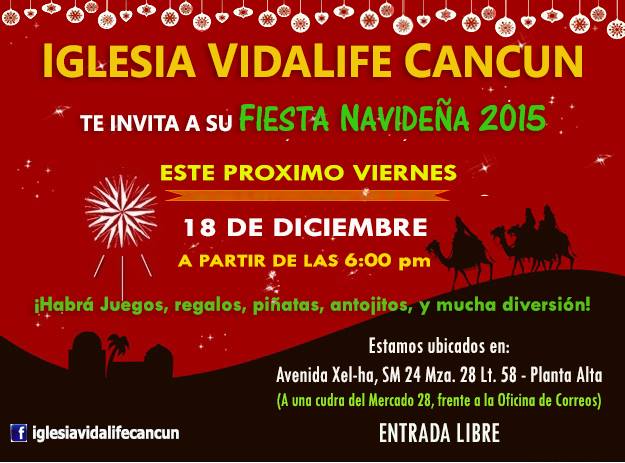 IGLESIA VIDALIFE CANCUN
TE INVITA A SU FIESTA NAVIDEÑA 2015
ESTE PROXIMO VIERNES
18 DE DICIEMBRE
A PARTIR DE LAS 6:00 pm
¡Habrá Juegos, regalos, piñatas, antojitos, y mucha diversión!
Estamos ubicados en:
Avenida Xel-ha, SM 24 Mza. 28 Lt. 58 - Planta Alta
(A una cudra del Mercado 28, frente a la Oficina de Correos)
f iglesiavidalifecancun
ENTRADA LIBRE